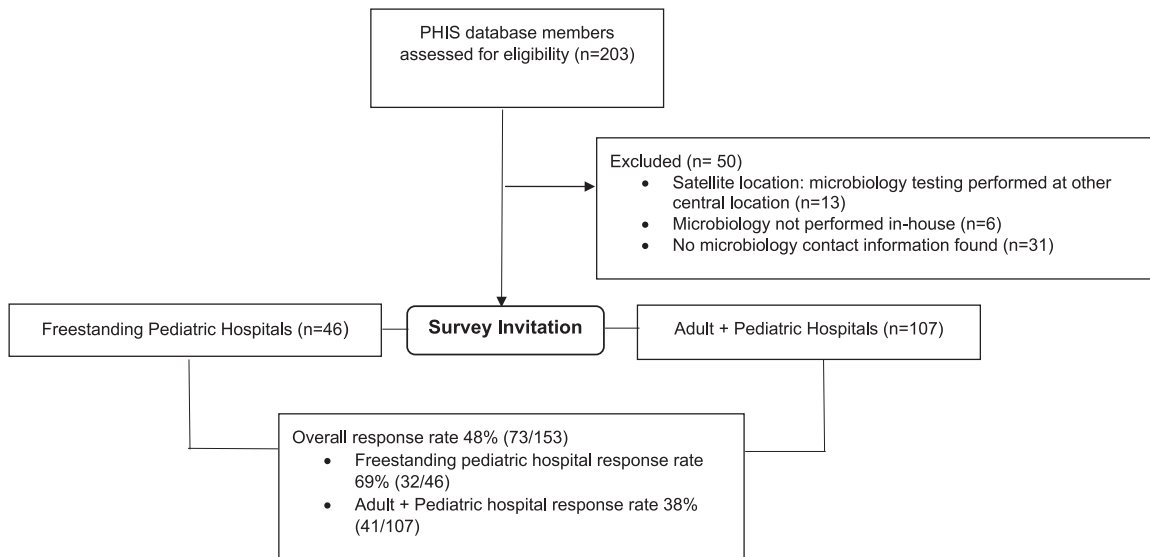 PHIS database members
assessed for eligibility (n=203)
Excluded (n= 50)
• Satellite location: microbiology testing performed at other
central location (n=13)
• Microbiology not performed in-house (n=6)
• No microbiology contact information found (n=31)
Freestanding Pediatric Hospitals (n=46)
Survey Invitation
Adult + Pediatric Hospitals (n=107)
Overall response rate 48% (73/153)
• Freestanding pediatric hospital response rate
69% (32/46)
• Adult + Pediatric hospital response rate 38%
(41/107)